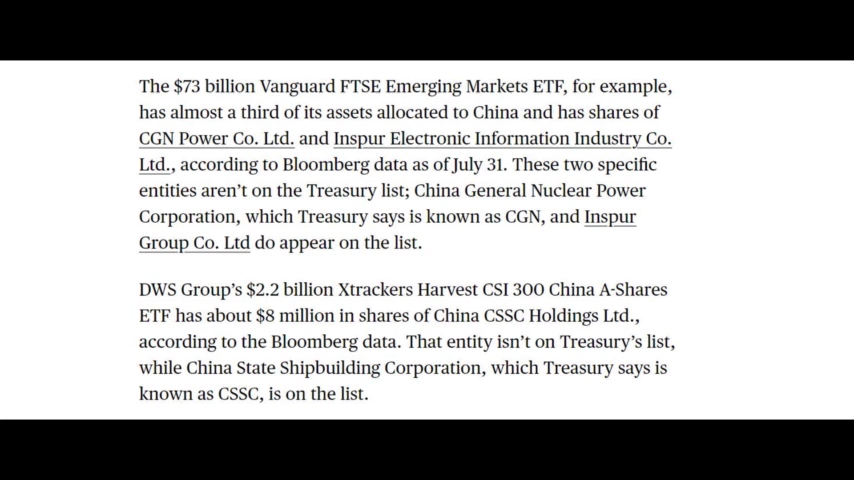 The $73 billion Vanguard FTSE Emerging Markets ETF, for example,
has almost a third of its assets allocated to China and has shares of
CGN Power Co. Ltd. and Inspur Electronic Information Industry Co.
Ltd., according to Bloomberg data as of July 31. These two specific
entities aren’t on the Treasury list; China General Nuclear Power
Corporation, which Treasury says is known as CGN, and Inspur
Group Co. Ltd do appear on the list.
DWS Group’s $2.2 billion Xtrackers Harvest CSI 300 China A-Shares
ETF has about $8 million in shares of China CSSC Holdings Ltd.,
according to the Bloomberg data. That entity isn’t on Treasury’s list,
while China State Shipbuilding Corporation, which Treasury says is
known as CSSC, is on the list.